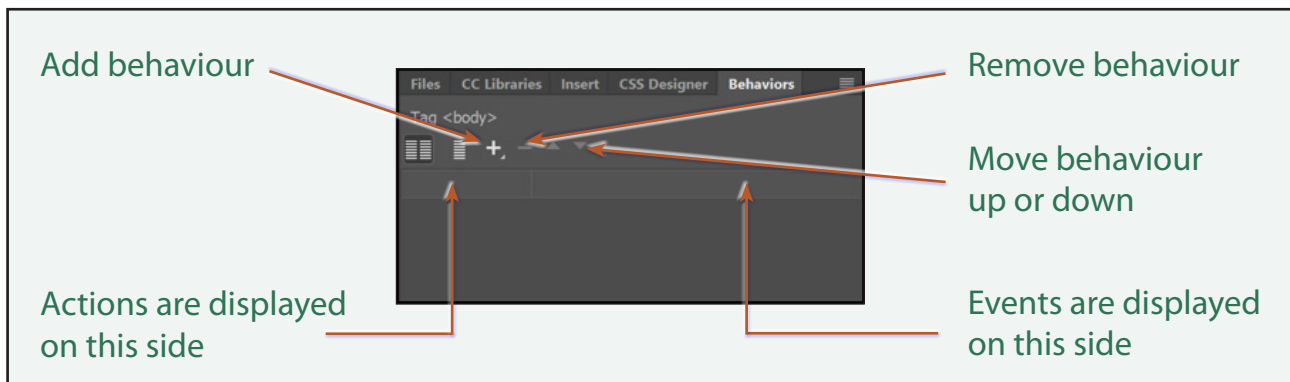 Add behaviour
Remove behaviour
Files CC Libraries Insert CSS Designer Behaviors
Tag <body>
Move behaviour
up or down
Actions are displayed
on this side
Events are displayed
on this side